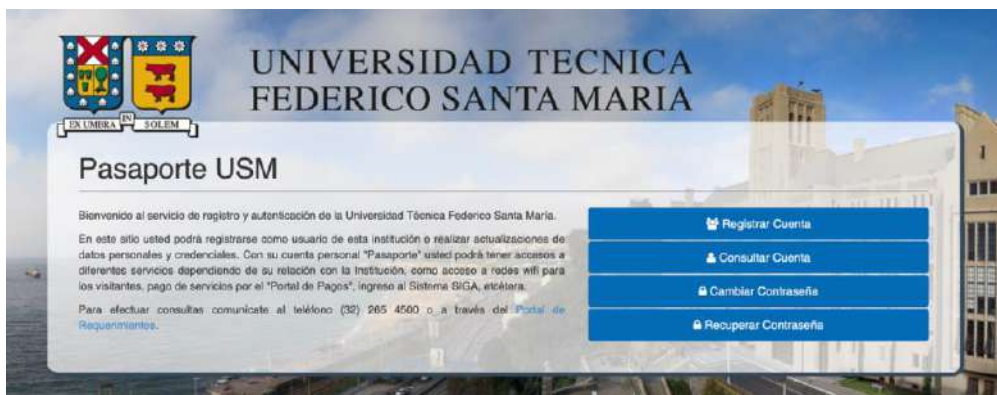 UNIVERSIDAD TECNICA
FEDERICO SANTA MARIA
EX UMBRA IN SOLEM
Pasaporte USM
Bienvenido al servicio de registro y autenticación de la Universidad Técnica Federico Santa María.
En este sitio usted podrá registrarse como usuario de esta institución o realizar actualizaciones de
datos personales y credenciales. Con su cuenta personal "Pasaporte" usted podrá tener accesos a
diferentes servicios dependiendo de su relación con la Institución, como acceso a redes wifi para
los visitantes, pago de servicios por el "Portal de Pagos", ingreso al Sistema SIGA, etcétera.
Para efectuar consultas comunicate al teléfono (32) 265 4500 o a través del Portal de
Requerimientos.
Registrar Cuenta
Consultar Cuenta
Cambiar Contraseña
Recuperar Contraseña